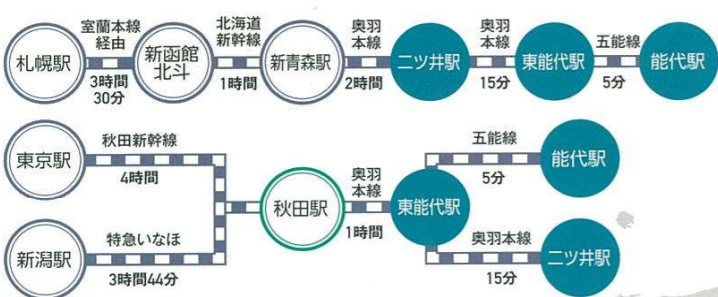 室蘭本線
経由
北海道
新幹線
奥羽
本線
奥羽
本線
五能線
札幌駅
新函館
北斗
新青森駅
二ツ井駅
東能代駅
能代駅
3時間
30分
1時間
2時間
15分
5分
東京駅
秋田新幹線
4時間
新潟駅
特急いなほ
3時間44分
秋田駅
奥羽
本線
1時間
東能代駅
五能線
5分
能代駅
奥羽本線
15分
二ツ井駅